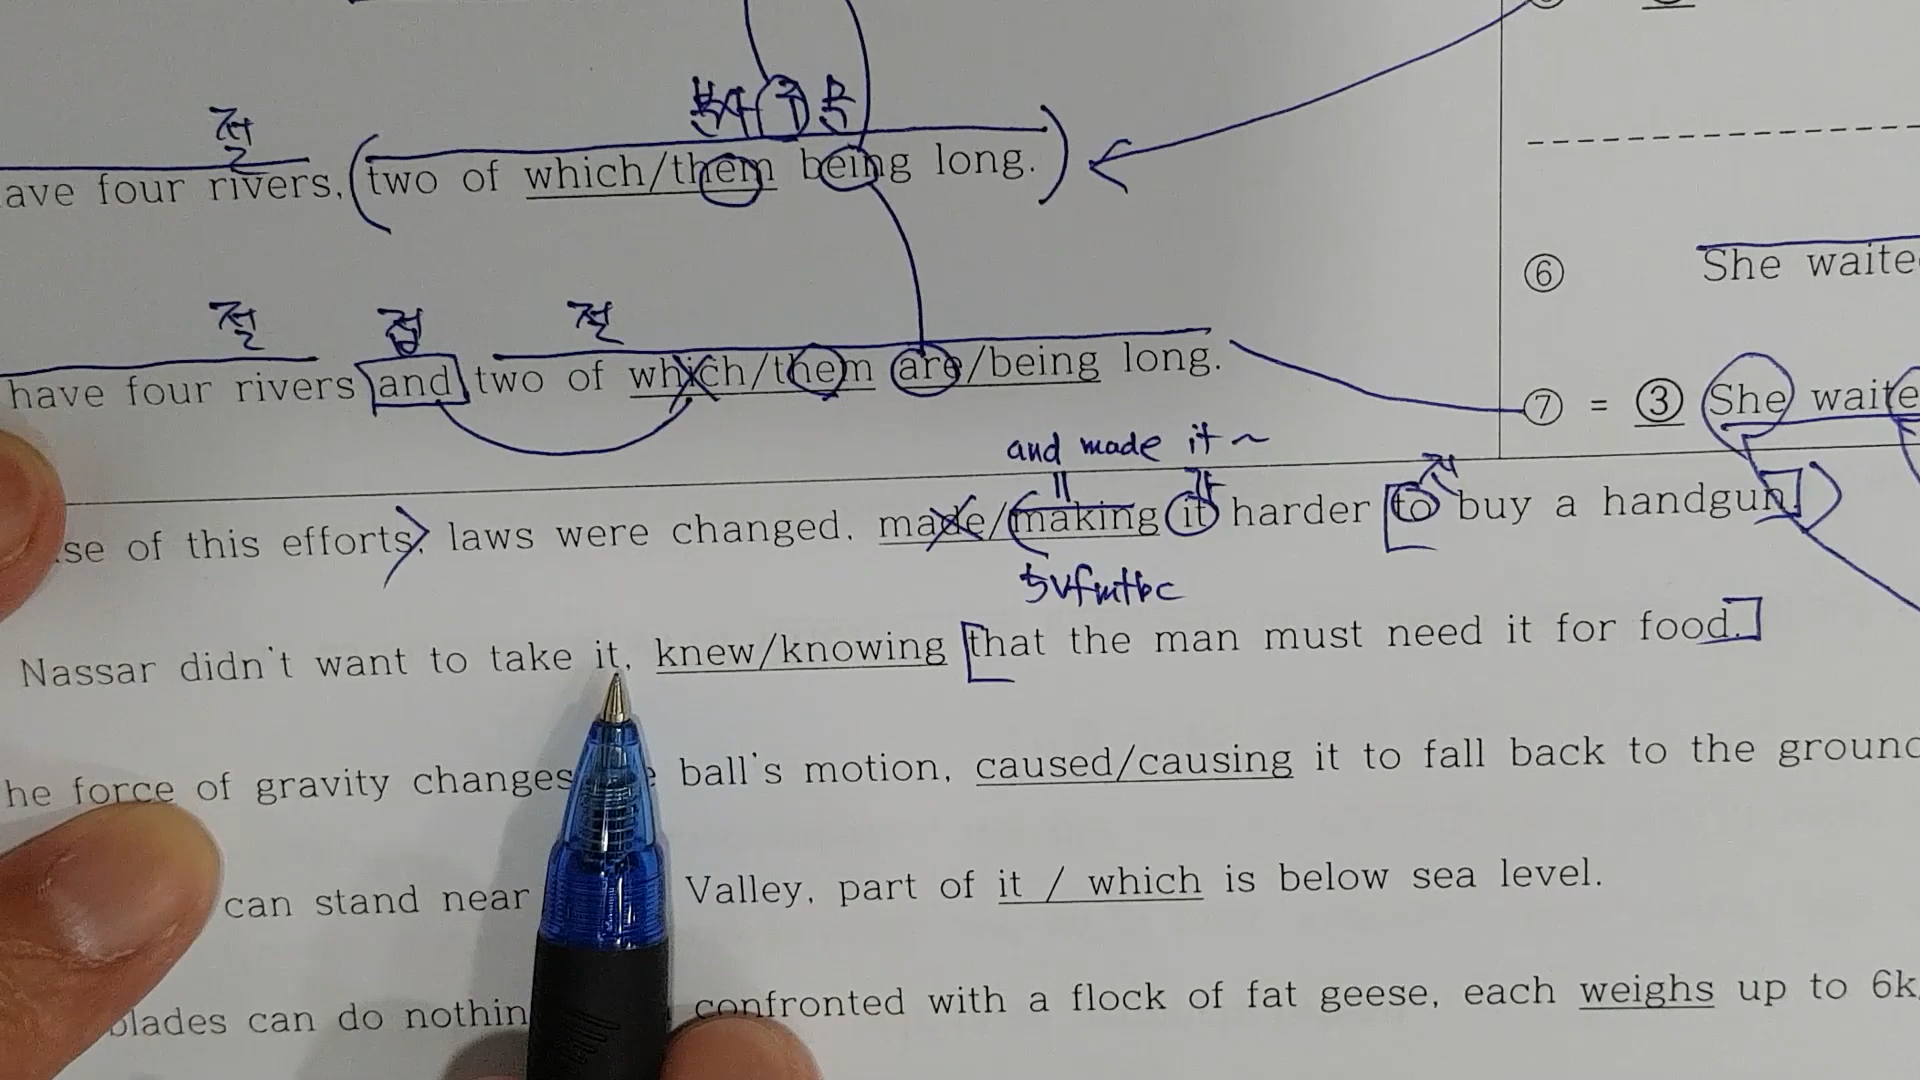 분사 주 동
절
ave four rivers, (two of which/them being long.)
⑥ She waite
절 접 절
have four rivers and two of which/them are/being long.
⑦ = ③ She waite
and made it ~
se of this efforts, laws were changed, made/making it harder to buy a handgun
Nassar didn't want to take it, knew/knowing [that the man must need it for food.]
he force of gravity changes ball's motion, caused/causing it to fall back to the ground
can stand near Valley, part of it / which is below sea level.
blades can do nothin confronted with a flock of fat geese, each weighs up to 6k